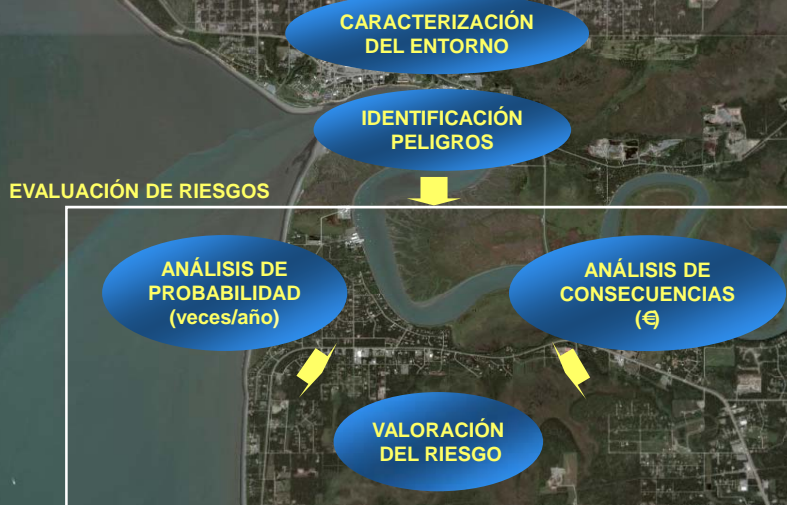 CARACTERIZACIÓN
DEL ENTORNO
IDENTIFICACIÓN
PELIGROS
EVALUACIÓN DE RIESGOS
ANÁLISIS DE
PROBABILIDAD
(veces/año)
ANÁLISIS DE
CONSECUENCIAS
(€)
VALORACIÓN
DEL RIESGO